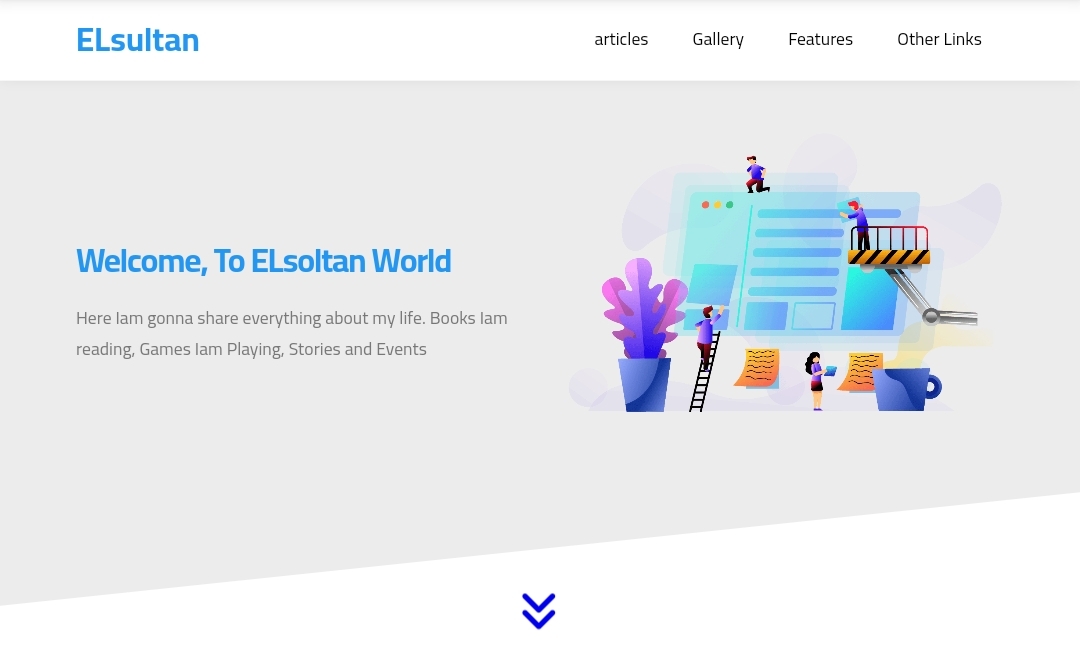 ELsultan
articles Gallery Features Other Links
Welcome, To ELsoltan World
Here Iam gonna share everything about my life. Books Iam
reading, Games Iam Playing, Stories and Events